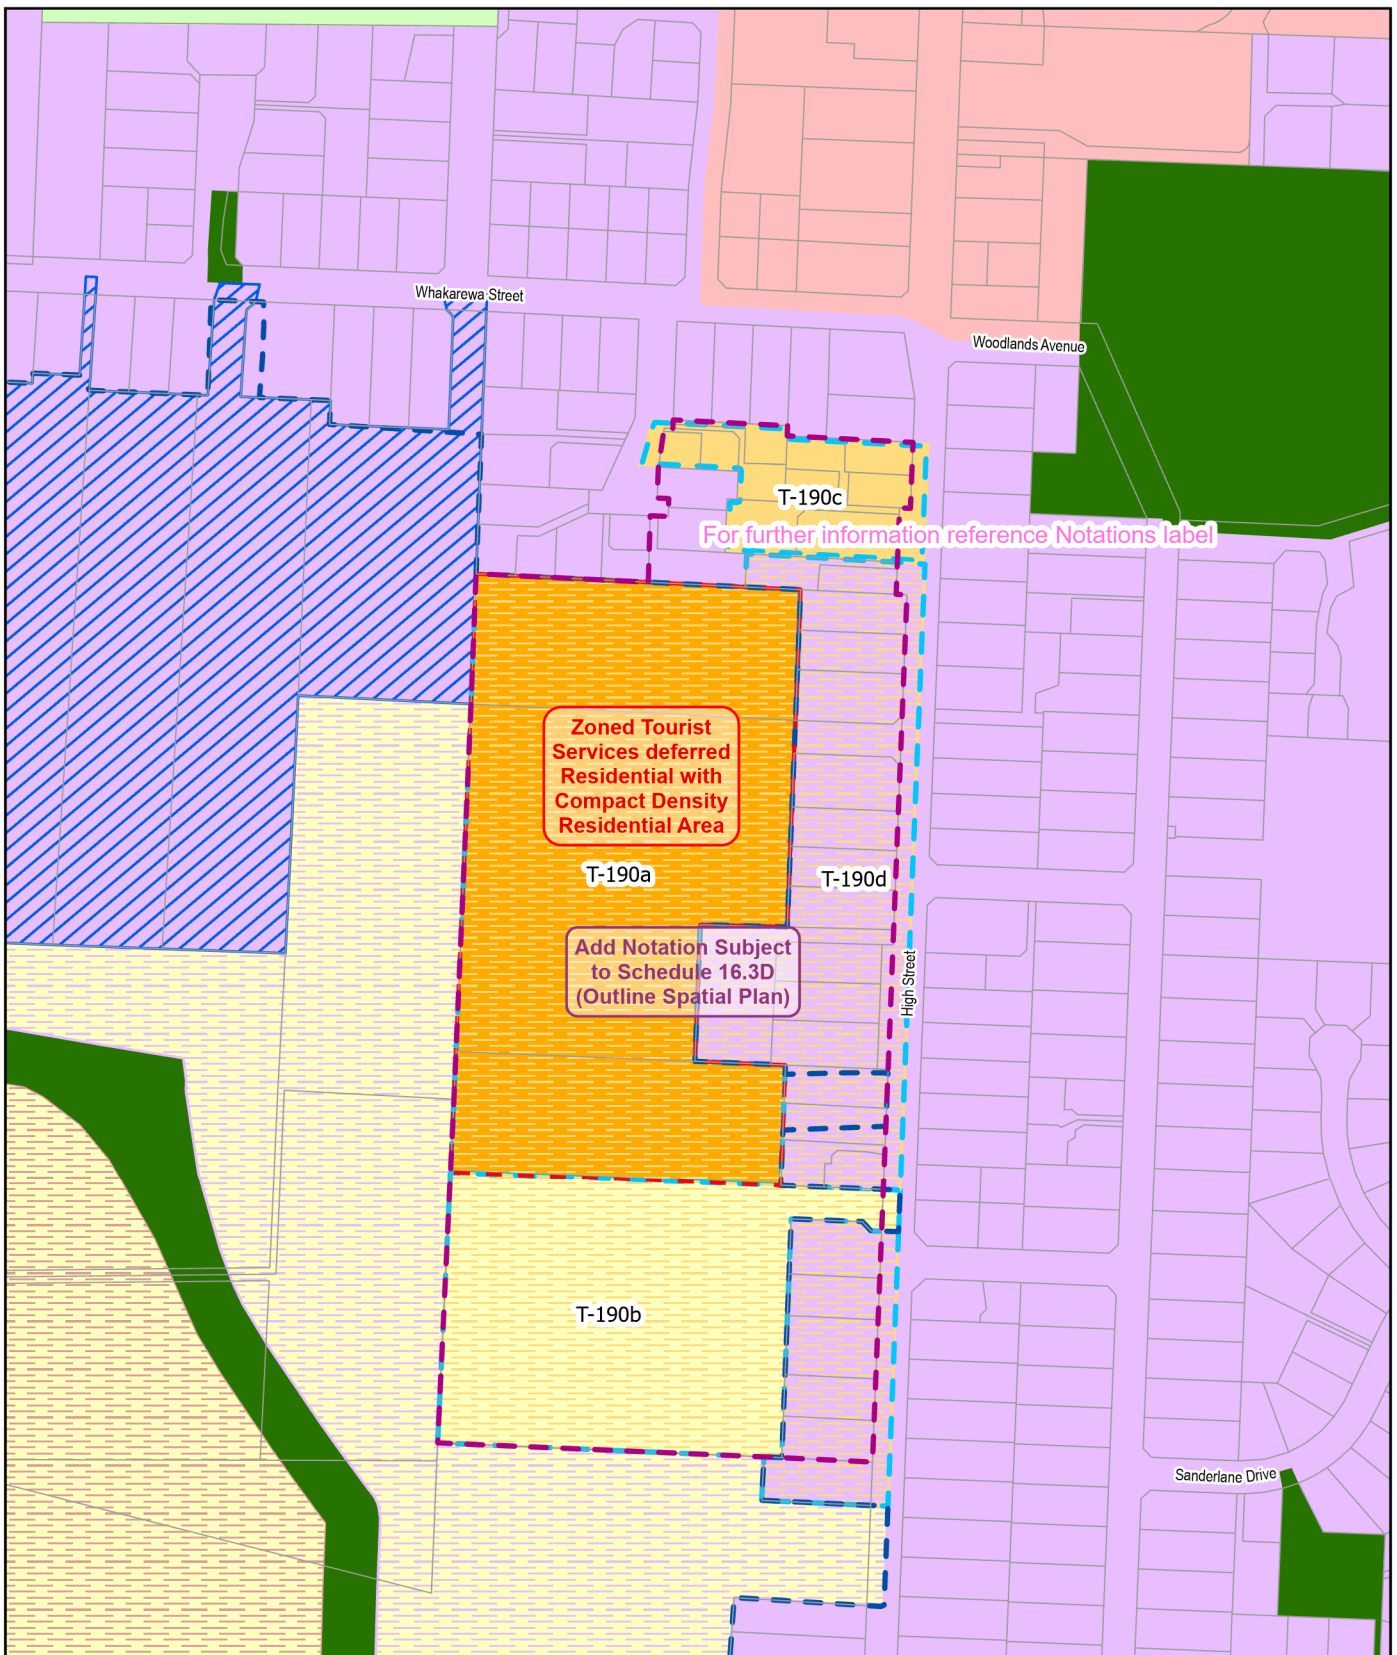 Whakarewa Street
Woodlands Avenue
T-190c
For further information reference Notations label
Zoned Tourist
Services deferred
Residential with
Compact Density
Residential Area
T-190a
T-190d
Add Notation Subject
to Schedule 16.3D
(Outline Spatial Plan)
High Street
T-190b
Sanderlane Drive